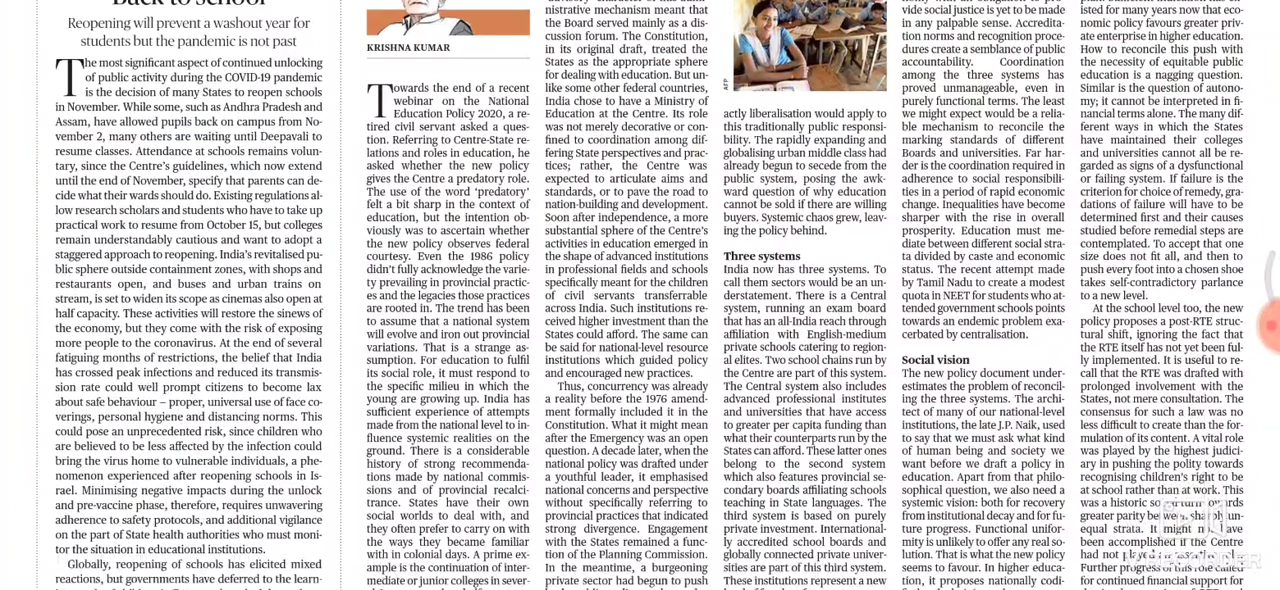 Back to school
Reopening will prevent a washout year for
students but the pandemic is not past
The most significant aspect of continued unlocking
of public activity during the COVID-19 pandemic
is the decision of many States to reopen schools
in November. While some, such as Andhra Pradesh and
Assam, have allowed pupils back on campus from No-
vember 2, many others are waiting until Deepavali to
resume classes. Attendance at schools remains volun-
tary, since the Centre's guidelines, which now extend
until the end of November, specify that parents can de-
cide what their wards should do. Existing regulations al-
low research scholars and students who have to take up
practical work to resume from October 15, but colleges
remain understandably cautious and want to adopt a
staggered approach to reopening. India's revitalised pu-
blic sphere outside containment zones, with shops and
restaurants open, and buses and urban trains on
stream, is set to widen its scope as cinemas also open at
half capacity. These activities will restore the sinews of
the economy, but they come with the risk of exposing
more people to the coronavirus. At the end of several
fatiguing months of restrictions, the belief that India
has crossed peak infections and reduced its transmis-
sion rate could well prompt citizens to become lax
about safe behaviour – proper, universal use of face co-
verings, personal hygiene and distancing norms. This
could pose an unprecedented risk, since children who
are believed to be less affected by the infection could
bring the virus home to vulnerable individuals, a phe-
nomenon experienced after reopening schools in Is-
rael. Minimising negative impacts during the unlock
and pre-vaccine phase, therefore, requires unwavering
adherence to safety protocols, and additional vigilance
on the part of State health authorities who must moni-
tor the situation in educational institutions.
Globally, reopening of schools has elicited mixed
reactions, but governments have deferred to the learn-
KRISHNA KUMAR
Towards the end of a recent
webinar on the National
Education Policy 2020, a re-
tired civil servant asked a ques-
tion. Referring to Centre-State re-
lations and roles in education, he
asked whether the new policy
gives the Centre a predatory role.
The use of the word 'predatory'
felt a bit sharp in the context of
education, but the intention ob-
viously was to ascertain whether
the new policy observes federal
courtesy. Even the 1986 policy
didn't fully acknowledge the varie-
ty prevailing in provincial practic-
es and the legacies those practices
are rooted in. The trend has been
to assume that a national system
will evolve and iron out provincial
variations. That is a strange as-
sumption. For education to fulfil
its social role, it must respond to
the specific milieu in which the
young are growing up. India has
sufficient experience of attempts
made from the national level to in-
fluence systemic realities on the
ground. There is a considerable
history of strong recommenda-
tions made by national commis-
sions and of provincial recalci-
trance. States have their own
social worlds to deal with, and
they often prefer to carry on with
the ways they became familiar
with in colonial days. A prime ex-
ample is the continuation of inter-
mediate or junior colleges in sever-
nistrative mechanism meant that
the Board served mainly as a dis-
cussion forum. The Constitution,
in its original draft, treated the
States as the appropriate sphere
for dealing with education. But un-
like some other federal countries,
India chose to have a Ministry of
Education at the Centre. Its role
was not merely decorative or con-
fined to coordination among dif-
fering State perspectives and prac-
tices; rather, the Centre was
expected to articulate aims and
standards, or to pave the road to
nation-building and development.
Soon after independence, a more
substantial sphere of the Centre's
activities in education emerged in
the shape of advanced institutions
in professional fields and schools
specifically meant for the children
of civil servants transferrable
across India. Such institutions re-
ceived higher investment than the
States could afford. The same can
be said for national-level resource
institutions which guided policy
and encouraged new practices.
Thus, concurrency was already
a reality before the 1976 amend-
ment formally included it in the
Constitution. What it might mean
after the Emergency was an open
question. A decade later, when the
national policy was drafted under
a youthful leader, it emphasised
national concerns and perspective
without specifically referring to
provincial practices that indicated
strong divergence. Engagement
with the States remained a func-
tion of the Planning Commission.
In the meantime, a burgeoning
private sector had begun to push
AFP
actly liberalisation would apply to
this traditionally public responsi-
bility. The rapidly expanding and
globalising urban middle class had
already begun to secede from the
public system, posing the awk-
ward question of why education
cannot be sold if there are willing
buyers. Systemic chaos grew, leav-
ing the policy behind.
Three systems
India now has three systems. To
call them sectors would be an un-
derstatement. There is a Central
system, running an exam board
that has an all-India reach through
affiliation with English-medium
private schools catering to region-
al elites. Two school chains run by
the Centre are part of this system.
The Central system also includes
advanced professional institutes
and universities that have access
to greater per capita funding than
what their counterparts run by the
States can afford. These latter ones
belong to the second system
which also features provincial se-
condary boards affiliating schools
teaching in State languages. The
third system is based on purely
private investment. International-
ly accredited school boards and
globally connected private univer-
sities are part of this third system.
These institutions represent a new
vide social justice is yet to be made
in any palpable sense. Accredita-
tion norms and recognition proce-
dures create a semblance of public
accountability. Coordination
among the three systems has
proved unmanageable, even in
purely functional terms. The least
we might expect would be a reli-
able mechanism to reconcile the
marking standards of different
Boards and universities. Far har-
der is the coordination required in
adherence to social responsibili-
ties in a period of rapid economic
change. Inequalities have become
sharper with the rise in overall
prosperity. Education must me-
diate between different social stra-
ta divided by caste and economic
status. The recent attempt made
by Tamil Nadu to create a modest
quota in NEET for students who at-
tended government schools points
towards an endemic problem exa-
cerbated by centralisation.
Social vision
The new policy document under-
estimates the problem of reconcil-
ing the three systems. The archi-
tect of many of our national-level
institutions, the late J.P. Naik, used
to say that we must ask what kind
of human being and society we
want before we draft a policy in
education. Apart from that phi-
losophical question, we also need a
systemic vision: both for recovery
from institutional decay and for fu-
ture progress. Functional unifor-
mity is unlikely to offer any real so-
lution. That is what the new policy
seems to favour. In higher educa-
tion, it proposes nationally codi-
isted for many years now that eco-
nomic policy favours greater priv-
ate enterprise in higher education.
How to reconcile this push with
the necessity of equitable public
education is a nagging question.
Similar is the question of autono-
my; it cannot be interpreted in fi-
nancial terms alone. The many dif-
ferent ways in which the States
have maintained their colleges
and universities cannot all be re-
garded as signs of a dysfunctional
or failing system. If failure is the
criterion for choice of remedy, gra-
dations of failure will have to be
determined first and their causes
studied before remedial steps are
contemplated. To accept that one
size does not fit all, and then to
push every foot into a chosen shoe
takes self-contradictory parlance
to a new level.
At the school level too, the new
policy proposes a post-RTE struc-
tural shift, ignoring the fact that
the RTE itself has not yet been ful-
ly implemented. It is useful to re-
call that the RTE was drafted with
prolonged involvement with the
States, not mere consultation. The
consensus for such a law was no
less difficult to create than the for-
mulation of its content. A vital role
was played by the highest judici-
ary in pushing the polity towards
recognising children's right to be
at school rather than at work. This
was a historic
greater parity
equal strata. It
been accomplished the Centre
had not
Further progress
for continued financial support for
RECORDER